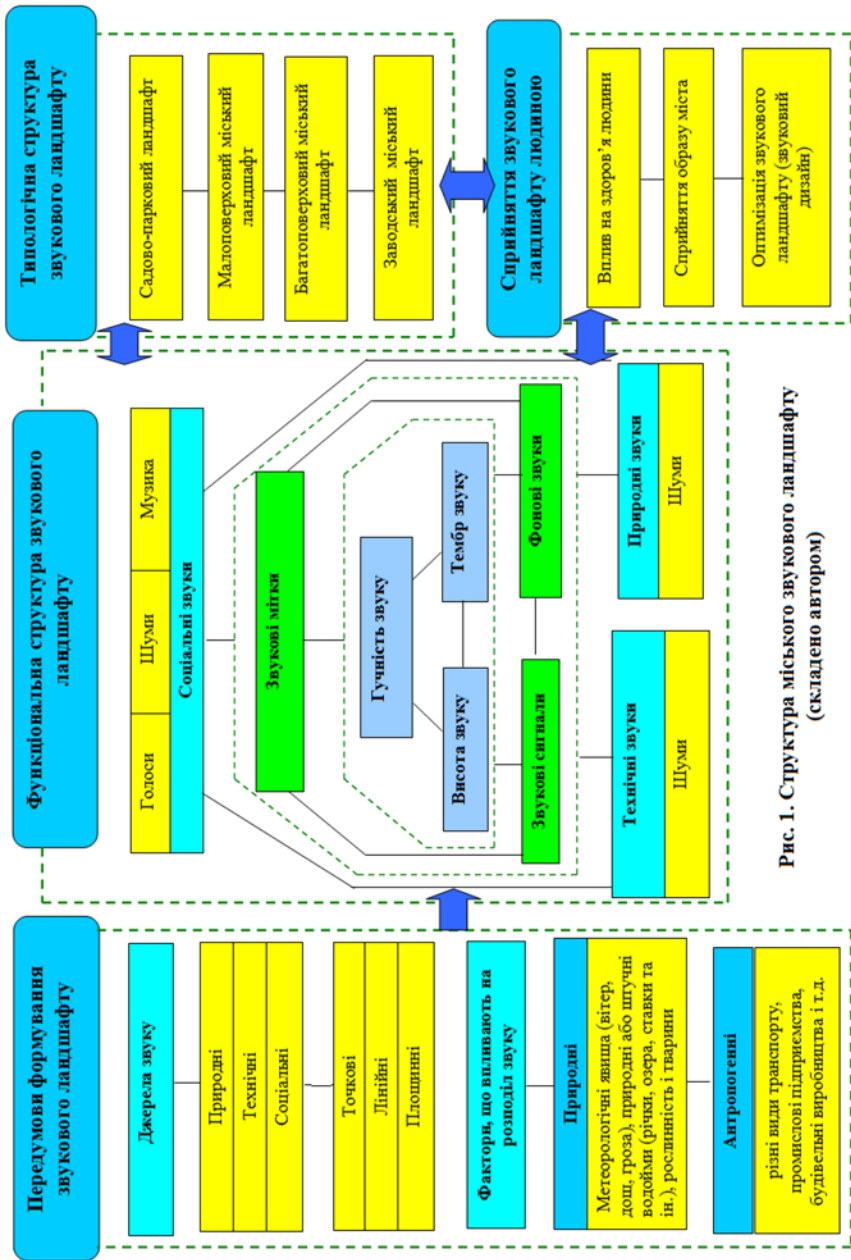 Передумови формування
звукового ландшафту
Джерела звуку
Природні
Технічні
Соціальні
Точкові
Лінійні
Площинні
Фактори, що впливають на
розподіл звуку
Природні
Метеорологічні явища (вітер,
дощ, гроза), природні або штучні
водойми (річки, озера, ставки та
ін.), рослинність і тварини
Антропогенні
різні види транспорту,
промислові підприємства,
будівельні виробництва і т.д.
Функціональна структура звукового
ландшафту
Голоси
Шуми
Музика
Соціальні звуки
Звукові мітки
Гучність звуку
Висота звуку
Тембр звуку
Звукові сигнали
Фонові звуки
Технічні звуки
Шуми
Природні звуки
Шуми
Типологічна структура
звукового ландшафту
Садово-парковий ландшафт
Малоповерховий міський
ландшафт
Багатоповерховий міський
ландшафт
Заводський міський
ландшафт
Сприйняття звукового
ландшафту людиною
Вплив на здоров'я людини
Сприйняття образу міста
Оптимізація звукового
ландшафту (звуковий
дизайн)
Рис. 1. Структура міського звукового ландшафту
(складено автором)